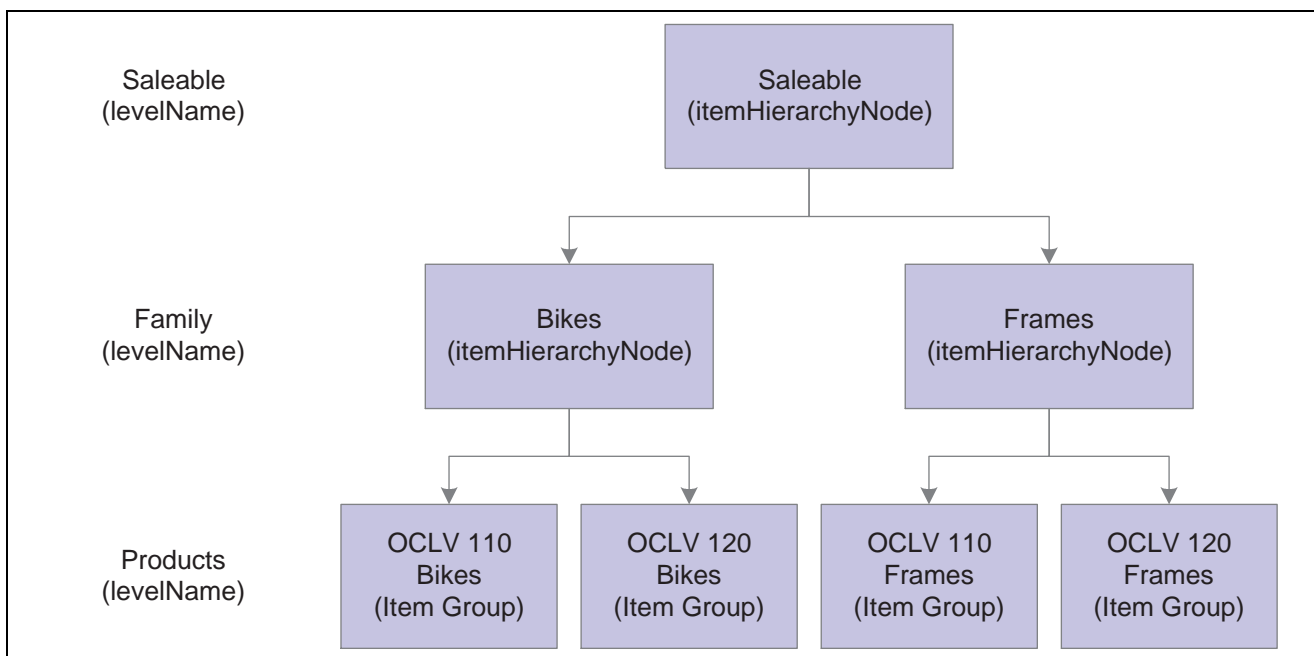 Saleable
(levelName)
Saleable
(itemHierarchyNode)
Family
(levelName)
Bikes
(itemHierarchyNode)
Frames
(itemHierarchyNode)
Products
(levelName)
OCLV 110
Bikes
(Item Group)
OCLV 120
Bikes
(Item Group)
OCLV 110
Frames
(Item Group)
OCLV 120
Frames
(Item Group)